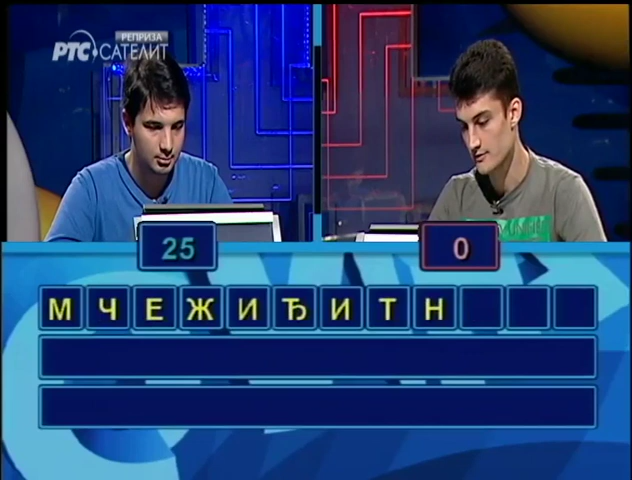 РЕПРИЗА
РТС САТЕЛИТ
25 0
М Ч Е Ж И Ђ И Т Н